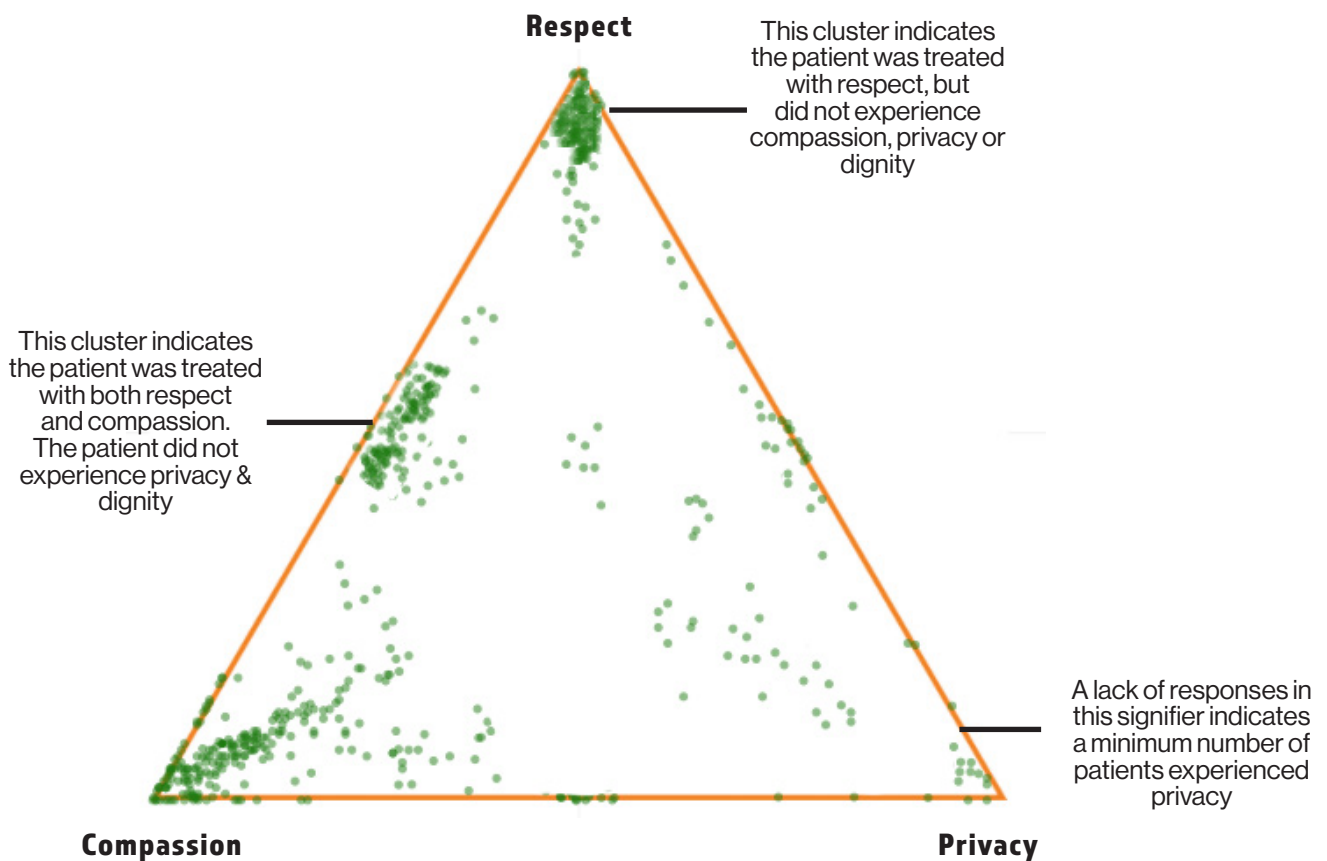 Respect
This cluster indicates
the patient was treated
with respect, but
did not experience
compassion, privacy or
dignity
This cluster indicates
the patient was treated
with both respect
and compassion.
The patient did not
experience privacy &
dignity
A lack of responses in
this signifier indicates
a minimum number of
patients experienced
privacy
Compassion
Privacy